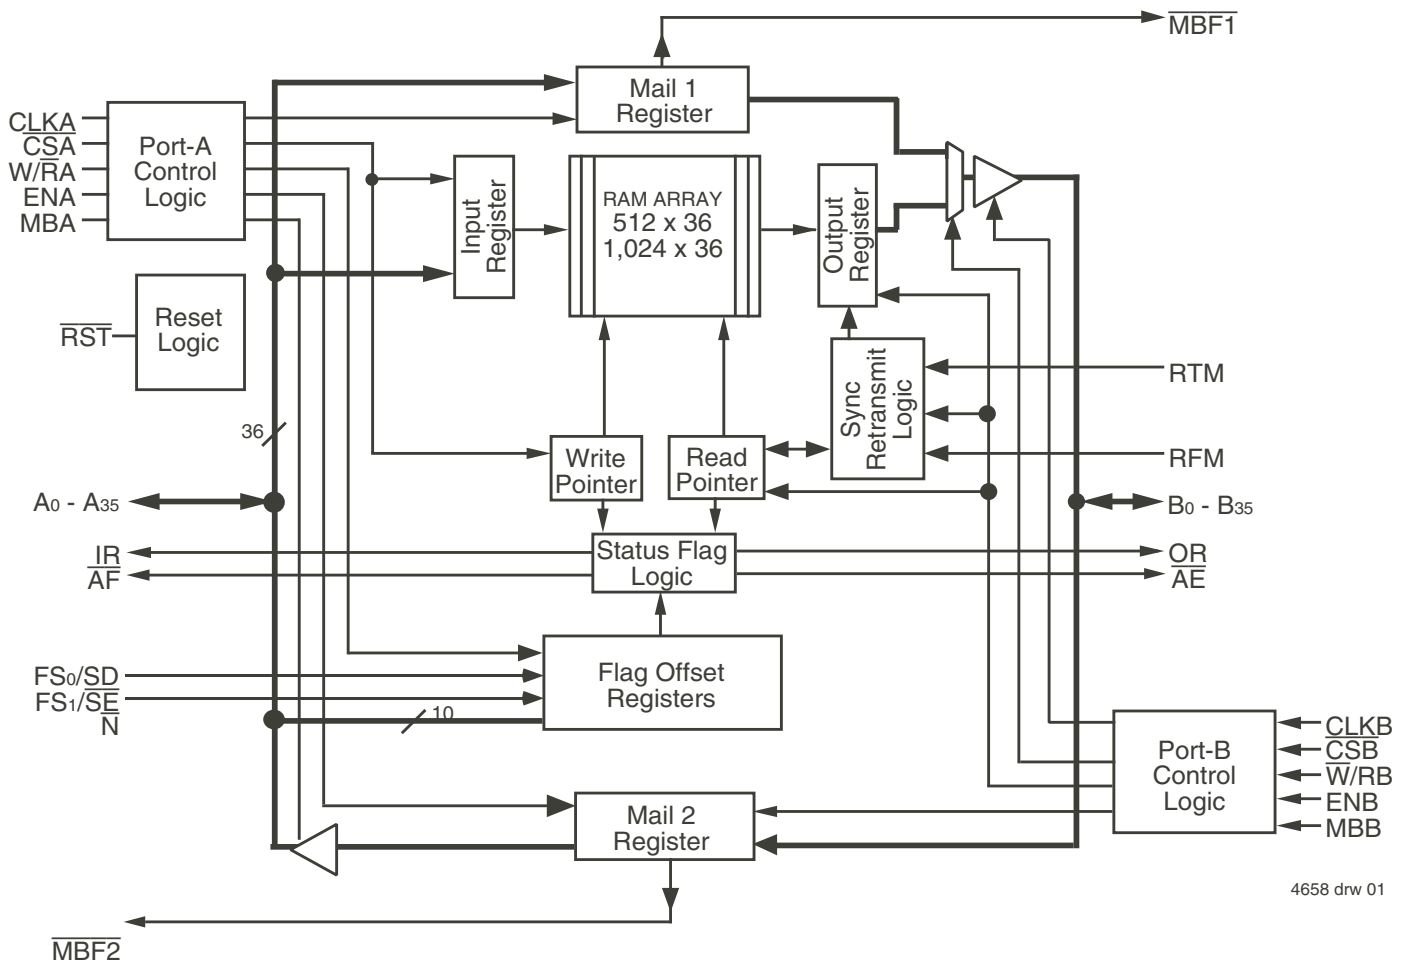 MBF1
Mail 1
Register
CLKA
CSA
W/RA
ENA
MBA
Port-A
Control
Logic
Input
Register
RAM ARRAY
512 x 36
1,024 x 36
Output
Register
RST
Reset
Logic
Sync
Retransmit
Logic
RTM
RFM
36
Write
Pointer
Read
Pointer
A0 - A35
B0 - B35
IR
AF
Status Flag
Logic
OR
AE
FS0/SD
FS1/SE
N
10
Flag Offset
Registers
Port-B
Control
Logic
CLKB
CSB
W/RB
ENB
MBB
Mail 2
Register
4658 drw 01
MBF2